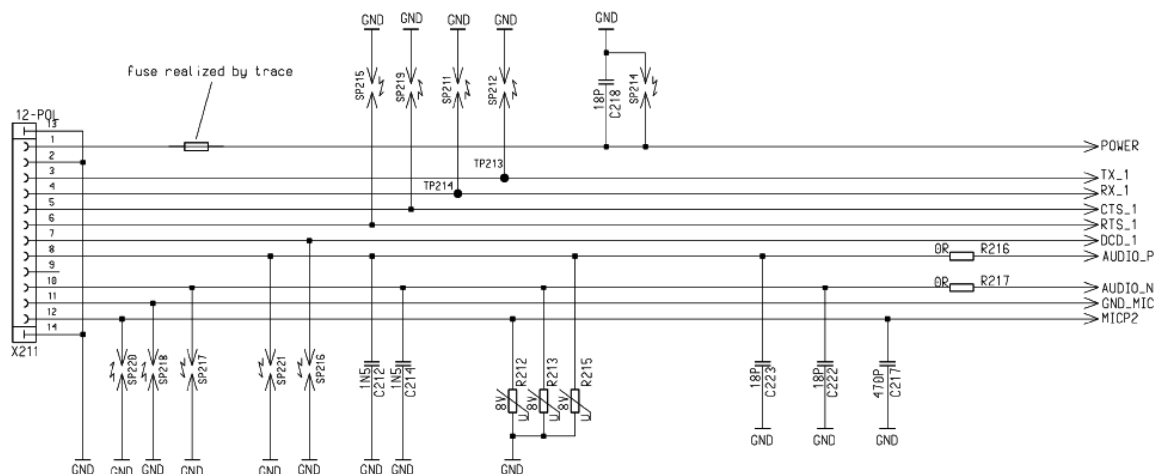 GND GND GND GND GND
fuse realized by trace
SP215
SP219
SP211
SP212
18P
C218
SP214
12-POL
13
1
POWER
2
TP213
3
TX_1
TP214
4
RX_1
5
CTS_1
6
RTS_1
7
DCD_1
8
0R R216
AUDIO_P
9
10
0R R217
AUDIO_N
11
GND_MIC
12
MICP2
14
X211
SP220
SP218
SP217
SP221
SP216
1N5
C212
1N5
C214
8V
R212
U
8V
R213
U
8V
R215
U
18P
C223
18P
C222
470P
C217
GND GND GND
GND GND GND GND GND GND GND GND GND